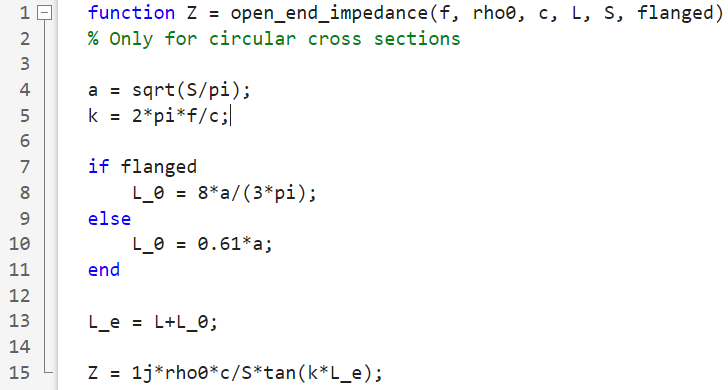 1 function Z = open_end_impedance(f, rho0, c, L, S, flanged)
2 % Only for circular cross sections
3
4 a = sqrt(S/pi);
5 k = 2*pi*f/c;
6
7 if flanged
8     L_0 = 8*a/(3*pi);
9 else
10     L_0 = 0.61*a;
11 end
12
13 L_e = L+L_0;
14
15 Z = 1j*rho0*c/S*tan(k*L_e);